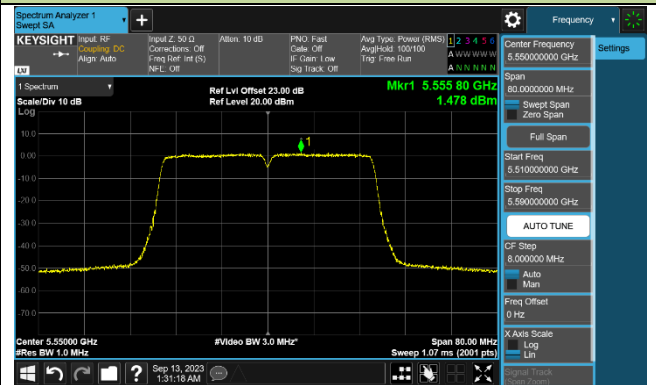 Spectrum Analyzer 1
Swept SA
Frequency
KEYSIGHT
Input: RF
Coupling: DC
Align: Auto
Input Z: 50 Ω
Corrections: Off
Freq Ref: Int (S)
NFE: Off
Atten: 10 dB
PNO: Fast
Gate: Off
IF Gain: Low
Sig Track: Off
Avg Type: Power (RMS)
Avg|Hold: 100/100
Trig: Free Run
1 2 3 4 5 6
A W W W W W
A N N N N N
LXI
1 Spectrum
Scale/Div 10 dB
Log
Ref Lvl Offset 23.00 dB
Ref Level 20.00 dBm
Mkr1 5.555 80 GHz
1.478 dBm
1
10.0
0.00
-10.0
-20.0
-30.0
-40.0
-50.0
-60.0
-70.0
Center 5.55000 GHz
#Res BW 1.0 MHz
#Video BW 3.0 MHz*
Span 80.00 MHz
Sweep 1.07 ms (2001 pts)
Center Frequency
5.550000000 GHz
Settings
Span
80.0000000 MHz
Swept Span
Zero Span
Full Span
Start Freq
5.510000000 GHz
Stop Freq
5.590000000 GHz
AUTO TUNE
CF Step
8.000000 MHz
Auto
Man
Freq Offset
0 Hz
X Axis Scale
Log
Lin
Signal Track
(Span Zoom)
?
Sep 13, 2023
1:31:18 AM